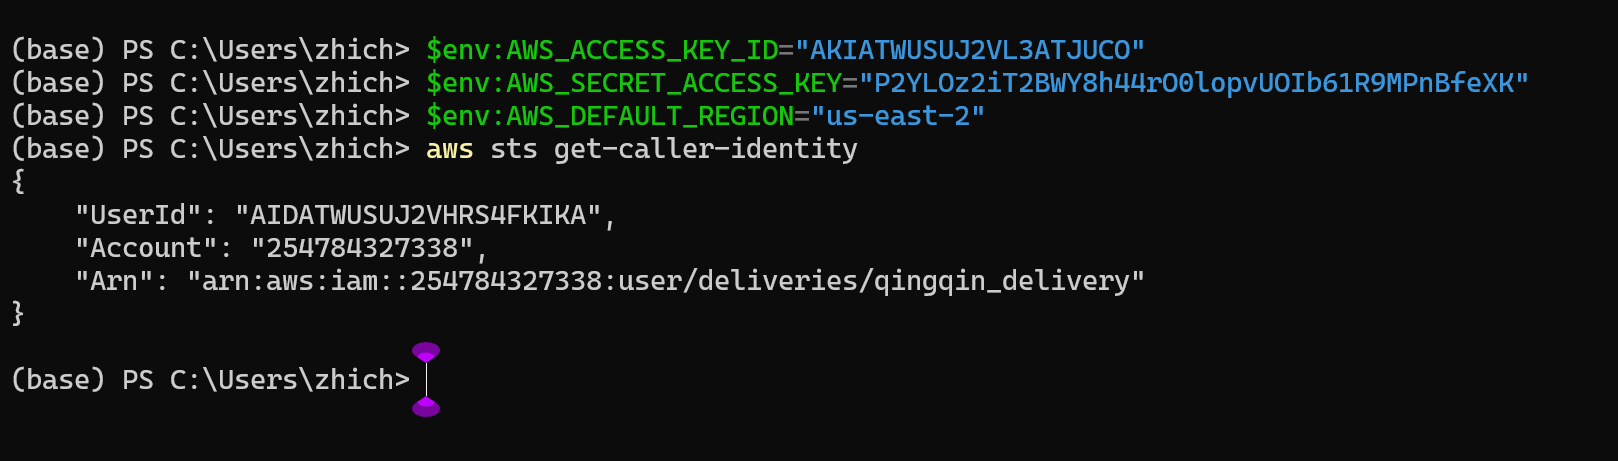 (base) PS C:\Users\zhich> $env:AWS_ACCESS_KEY_ID="AKIATWUSUJ2VL3ATJUCO"
(base) PS C:\Users\zhich> $env:AWS_SECRET_ACCESS_KEY="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"
(base) PS C:\Users\zhich> $env:AWS_DEFAULT_REGION="us-east-2"
(base) PS C:\Users\zhich> aws sts get-caller-identity
{
    "UserId": "AIDATWUSUJ2VHRS4FKIKA",
    "Account": "254784327338",
    "Arn": "arn:aws:iam::254784327338:user/deliveries/qingqin_delivery"
}
(base) PS C:\Users\zhich>